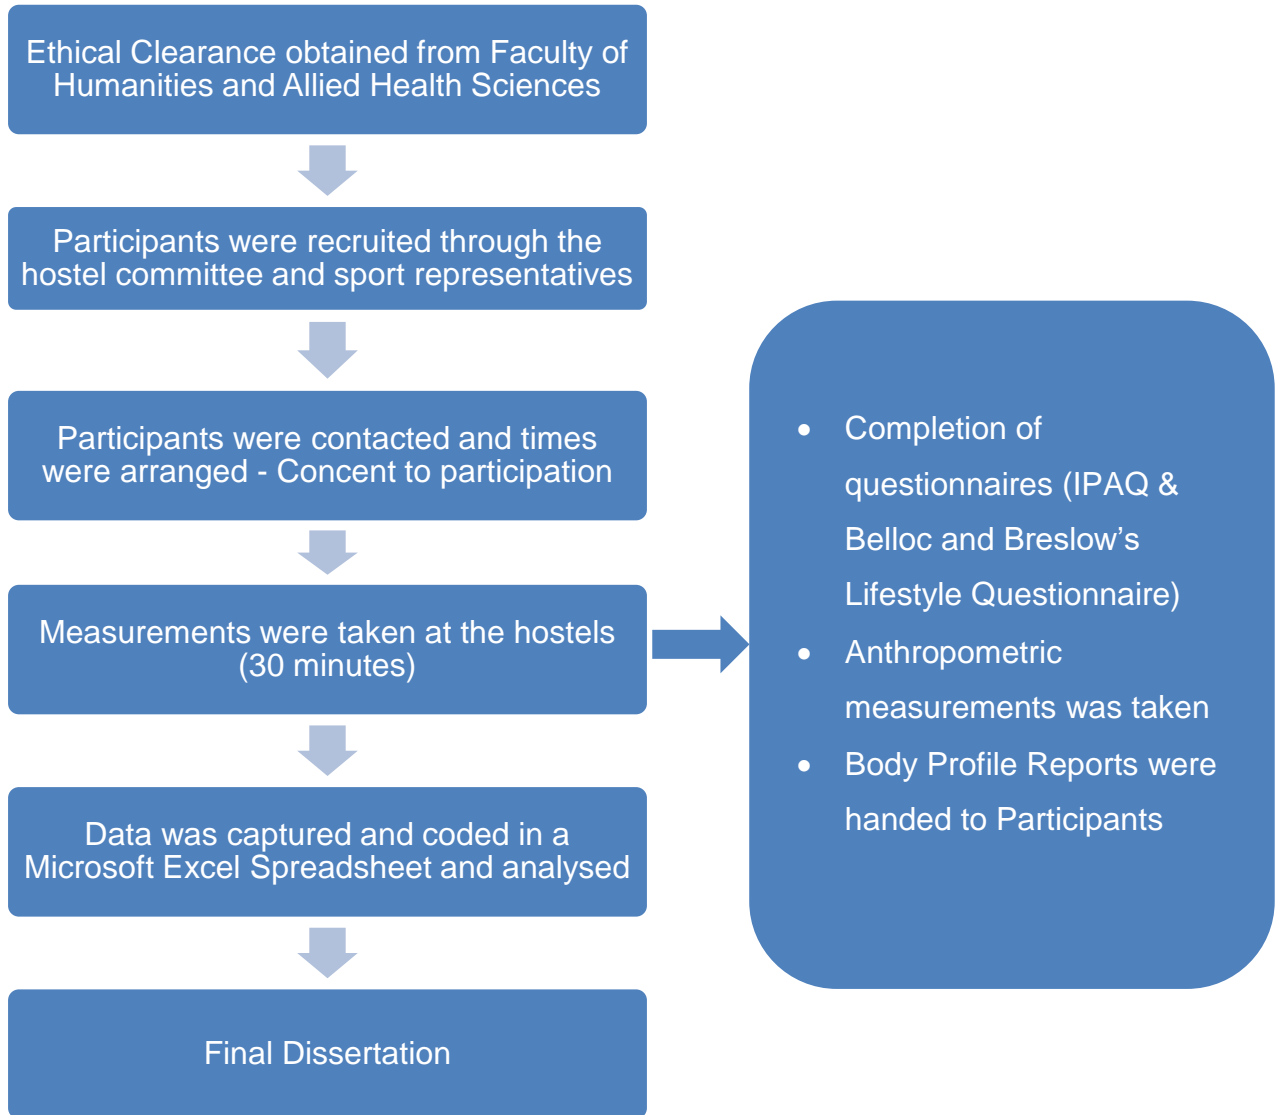 Ethical Clearance obtained from Faculty of
Humanities and Allied Health Sciences
Participants were recruited through the
hostel committee and sport representatives
Participants were contacted and times
were arranged - Concent to participation
Measurements were taken at the hostels
(30 minutes)
• Completion of
questionnaires (IPAQ &
Belloc and Breslow’s
Lifestyle Questionnaire)
• Anthropometric
measurements was taken
• Body Profile Reports were
handed to Participants
Data was captured and coded in a
Microsoft Excel Spreadsheet and analysed
Final Dissertation